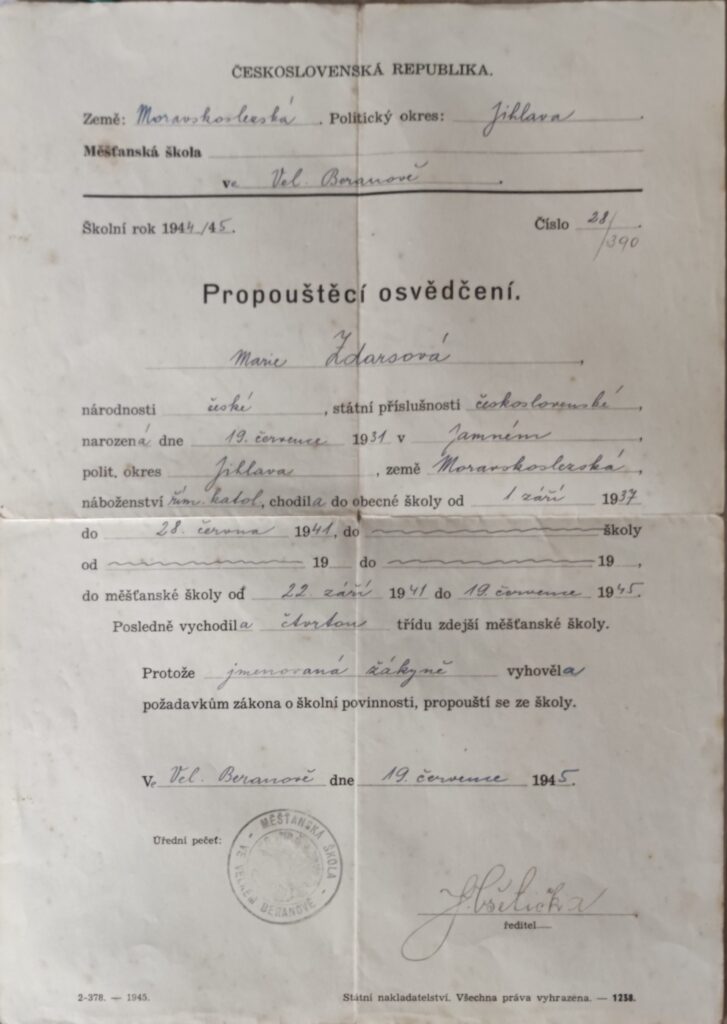 ČESKOSLOVENSKÁ REPUBLIKA.
Země: Moravskoslezská. Politický okres: Jihlava.
Měšťanská škola
ve Vel. Beranově.
Školní rok 1944/45. Číslo 28/390
Propouštěcí osvědčení.
Marie Zdarsová,
národnosti české, státní příslušnosti československé,
narozená dne 19. července 1931 v Jamném,
polit. okres Jihlava, země Moravskoslezská,
náboženství řím. katol., chodila do obecné školy od 1 září 1937
do 28. června 1941, do školy
od 19 do 19,
do měšťanské školy od 22 září 1941 do 19. července 1945.
Posledně vychodila čtvrtou třídu zdejší měšťanské školy.
Protože jmenovaná žákyně vyhověla
požadavkům zákona o školní povinnosti, propouští se ze školy.
Ve Vel. Beranově dne 19. července 1945.
Úřední pečeť:
MĚŠŤANSKÁ ŠKOLA VE VELKÉM BERANOVĚ
ředitel
2-378. — 1945. Státní nakladatelství. Všechna práva vyhrazena. — 1238.